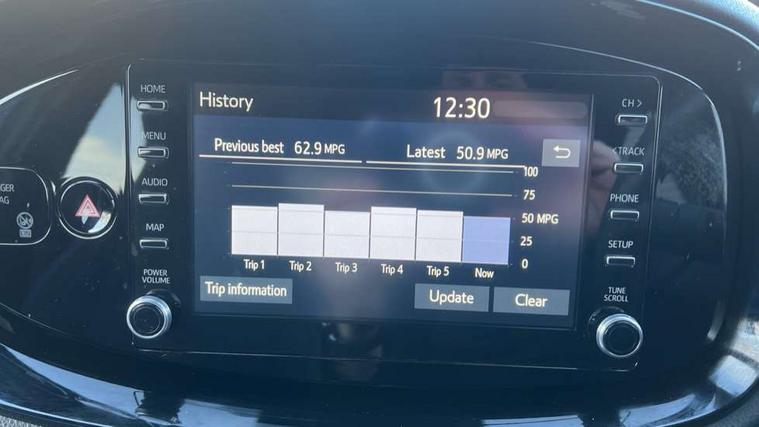 HOME
MENU
AUDIO
MAP
POWER
VOLUME
History
12:30
Previous best 62.9 MPG
Latest 50.9 MPG
100
75
50 MPG
25
0
Trip 1 Trip 2 Trip 3 Trip 4 Trip 5 Now
Trip information
Update
Clear
CH >
<TRACK
PHONE
SETUP
TUNE
SCROLL